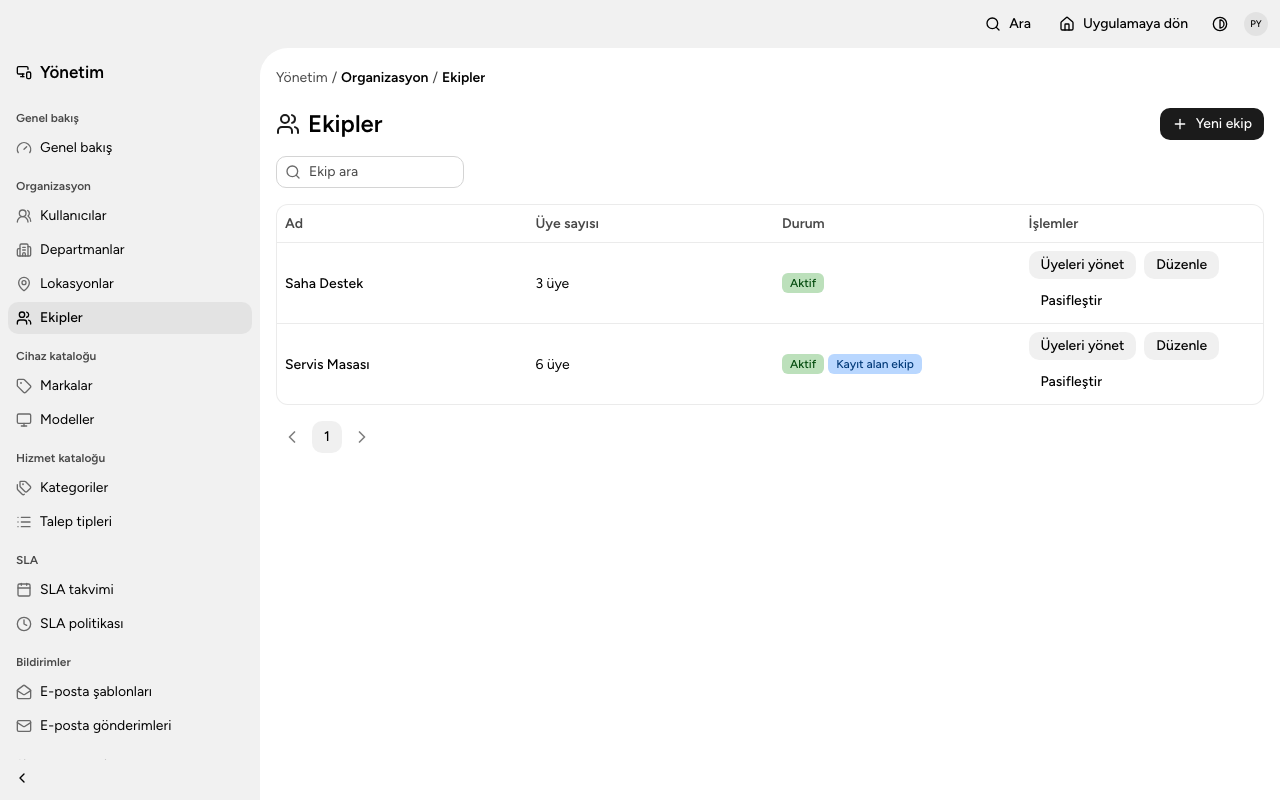 Ara
Uygulamaya dön
PY
Yönetim
Genel bakış
Genel bakış
Organizasyon
Kullanıcılar
Departmanlar
Lokasyonlar
Ekipler
Cihaz kataloğu
Markalar
Modeller
Hizmet kataloğu
Kategoriler
Talep tipleri
SLA
SLA takvimi
SLA politikası
Bildirimler
E-posta şablonları
E-posta gönderimleri
Yönetim / Organizasyon / Ekipler
Ekipler
Yeni ekip
Ekip ara
Ad Üye sayısı Durum İşlemler
Saha Destek 3 üye Aktif Üyeleri yönet Düzenle
Pasifleştir
Servis Masası 6 üye Aktif Kayıt alan ekip Üyeleri yönet Düzenle
Pasifleştir
1